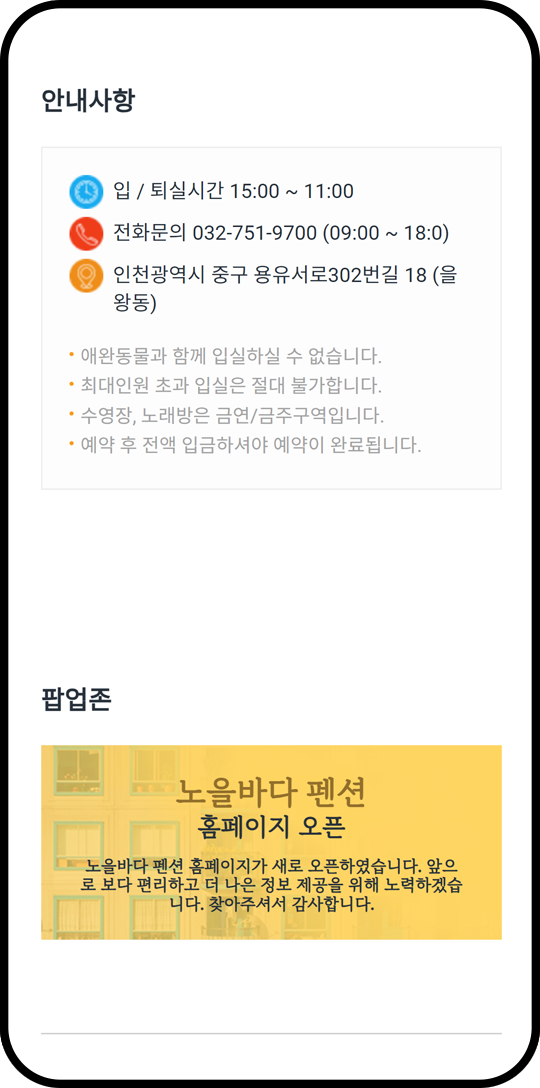 안내사항
입 / 퇴실시간 15:00 ~ 11:00
전화문의 032-751-9700 (09:00 ~ 18:0)
인천광역시 중구 용유서로302번길 18 (을
왕동)
• 애완동물과 함께 입실하실 수 없습니다.
• 최대인원 초과 입실은 절대 불가합니다.
• 수영장, 노래방은 금연/금주구역입니다.
• 예약 후 전액 입금하셔야 예약이 완료됩니다.
팝업존
노을바다 펜션
홈페이지 오픈
노을바다 펜션 홈페이지가 새로 오픈하였습니다. 앞으
로 보다 편리하고 더 나은 정보 제공을 위해 노력하겠습
니다. 찾아주셔서 감사합니다.